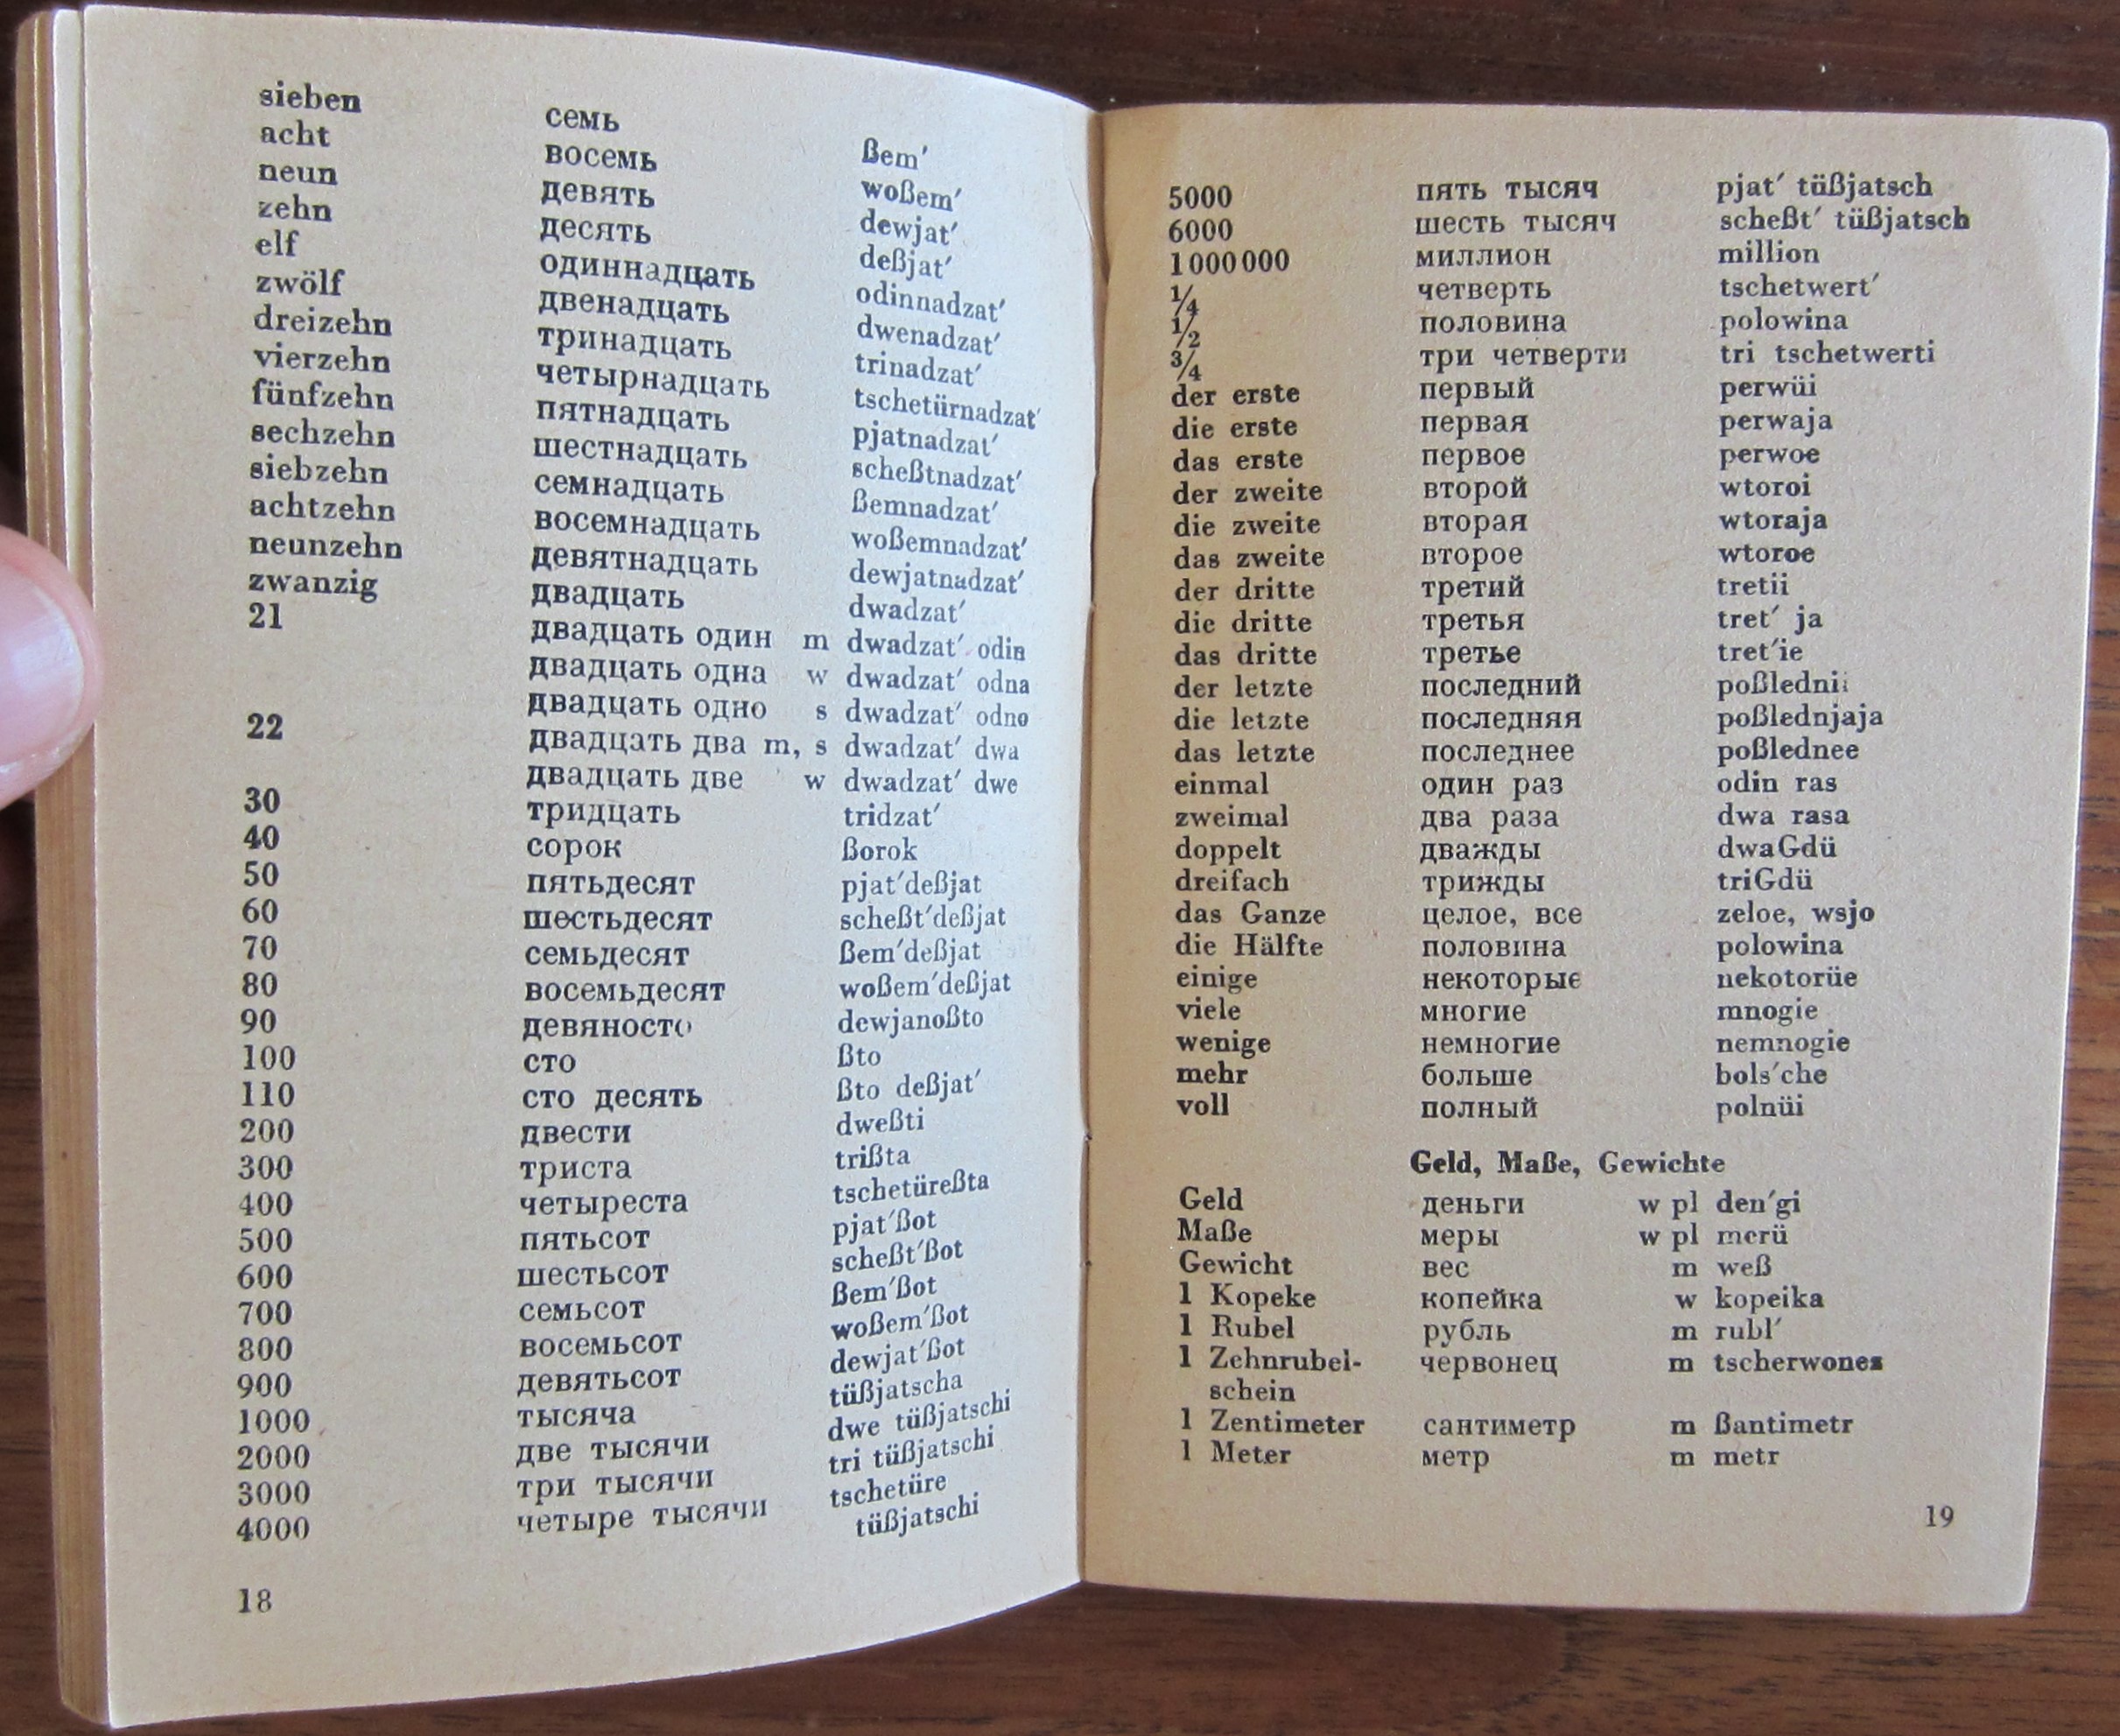 sieben семь ßem′
acht восемь woßem′
neun девять dewjat′
zehn десять deßjat′
elf одиннадцать odinnadzat′
zwölf двенадцать dwenadzat′
dreizehn тринадцать trinadzat′
vierzehn четырнадцать tschetürnadzat′
fünfzehn пятнадцать pjatnadzat′
sechzehn шестнадцать scheßtnadzat′
siebzehn семнадцать ßemnadzat′
achtzehn восемнадцать woßemnadzat′
neunzehn девятнадцать dewjatnadzat′
zwanzig двадцать dwadzat′
21 двадцать один m dwadzat′ odin
двадцать одна w dwadzat′ odna
двадцать одно s dwadzat′ odno
22 двадцать два m, s dwadzat′ dwa
двадцать две w dwadzat′ dwe
30 тридцать tridzat′
40 сорок ßorok
50 пятьдесят pjat′deßjat
60 шестьдесят scheßt′deßjat
70 семьдесят ßem′deßjat
80 восемьдесят woßem′deßjat
90 девяносто dewjanoßto
100 сто ßto
110 сто десять ßto deßjat′
200 двести dweßti
300 триста trißta
400 четыреста tschetüreßta
500 пятьсот pjat′ßot
600 шестьсот scheßt′ßot
700 семьсот ßem′ßot
800 восемьсот woßem′ßot
900 девятьсот dewjat′ßot
1000 тысяча tüßjatscha
2000 две тысячи dwe tüßjatschi
3000 три тысячи tri tüßjatschi
4000 четыре тысячи tschetüre
tüßjatschi
18
5000 пять тысяч pjat′ tüßjatsch
6000 шесть тысяч scheßt′ tüßjatsch
1000000 миллион million
1/4 четверть tschetwert′
1/2 половина polowina
3/4 три четверти tri tschetwerti
der erste первый perwüi
die erste первая perwaja
das erste первое perwoe
der zweite второй wtoroi
die zweite вторая wtoraja
das zweite второе wtoroe
der dritte третий tretii
die dritte третья tret′ ja
das dritte третье tret′ie
der letzte последний poßlednii
die letzte последняя poßlednjaja
das letzte последнее poßlednee
einmal один раз odin ras
zweimal два раза dwa rasa
doppelt дважды dwaGdü
dreifach трижды triGdü
das Ganze целое, все zeloe, wsjo
die Hälfte половина polowina
einige некоторые nekotorüe
viele многие mnogie
wenige немногие nemnogie
mehr больше bols′che
voll полный polnüi
Geld, Maße, Gewichte
Geld деньги w pl den′gi
Maße меры w pl merü
Gewicht вес m weß
1 Kopeke копейка w kopeika
1 Rubel рубль m rubl′
1 Zehnrubel- червонец m tscherwonez
schein
1 Zentimeter сантиметр m ßantimetr
1 Meter метр m metr
19